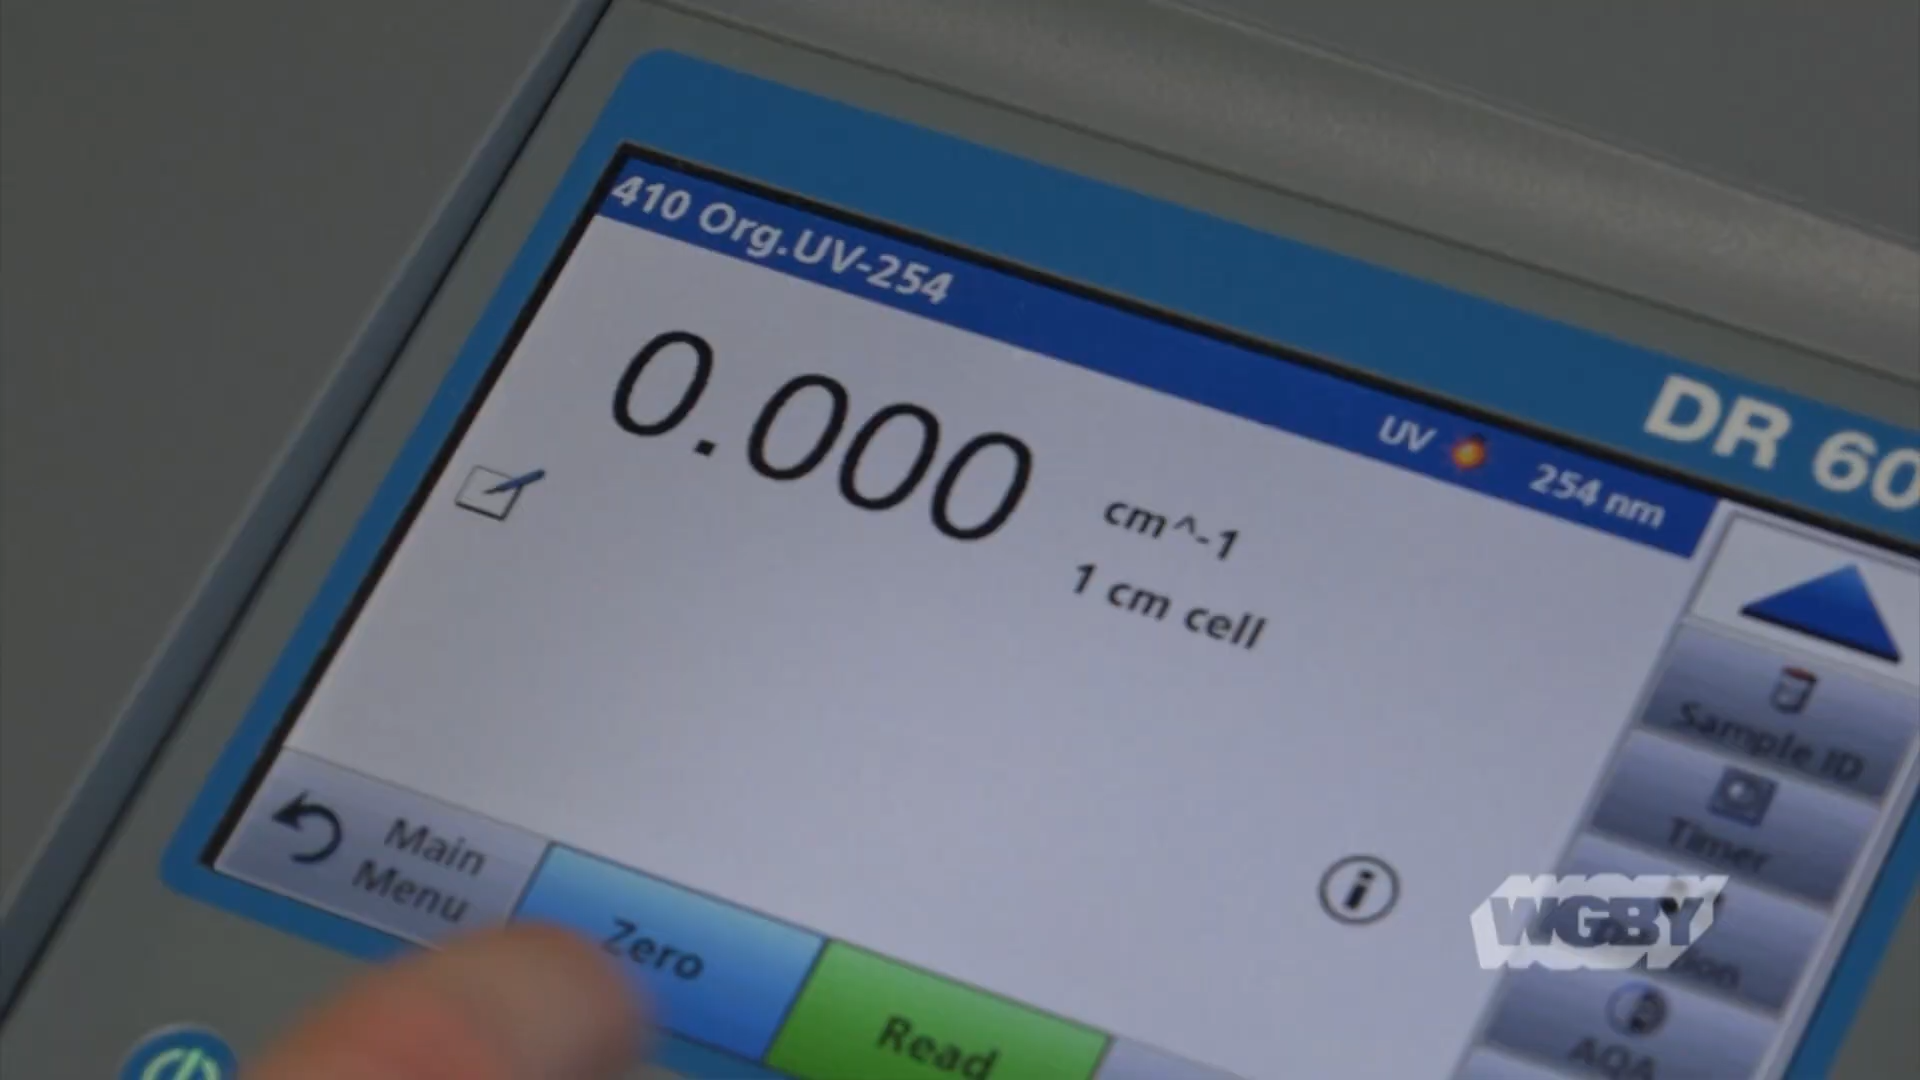 410 Org.UV-254
UV
254 nm
DR 60
0.000
cm^-1
1 cm cell
Sample ID
Timer
AQA
Main
Menu
Zero
Read
i
WGBY